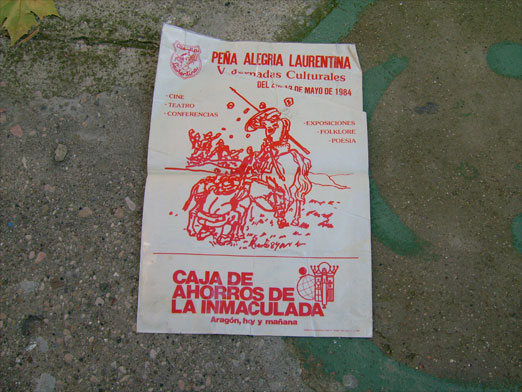 PEÑA ALEGRIA LAURENTINA
V Jornadas Culturales
DE MAYO DE 1984
-CINE
-TEATRO
-CONFERENCIAS
-EXPOSICIONES
-FOLKLORE
-POESIA
CAJA DE
AHORROS DE
LA INMACULADA
Aragón, hoy y mañana